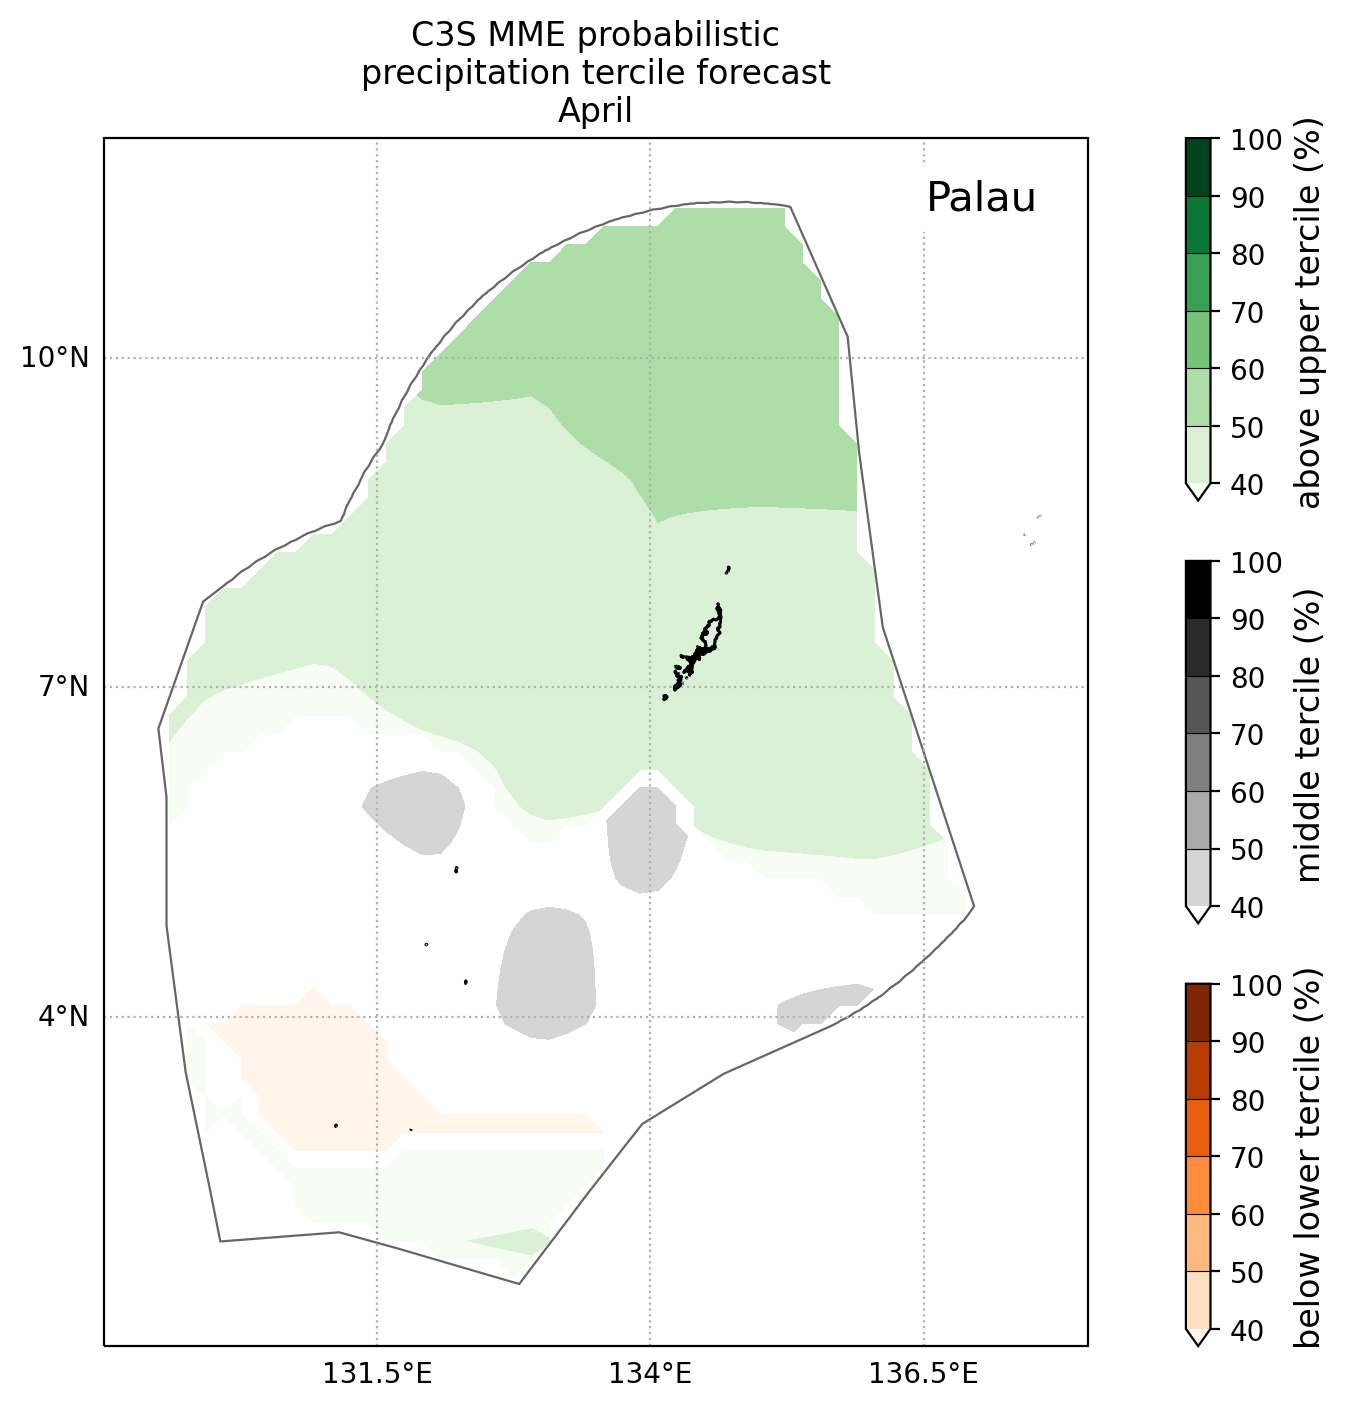 C3S MME probabilistic
precipitation tercile forecast
April
Palau
10°N
7°N
4°N
131.5°E
134°E
136.5°E
100
90
80
70
60
50
40
above upper tercile (%)
100
90
80
70
60
50
40
middle tercile (%)
100
90
80
70
60
50
40
below lower tercile (%)